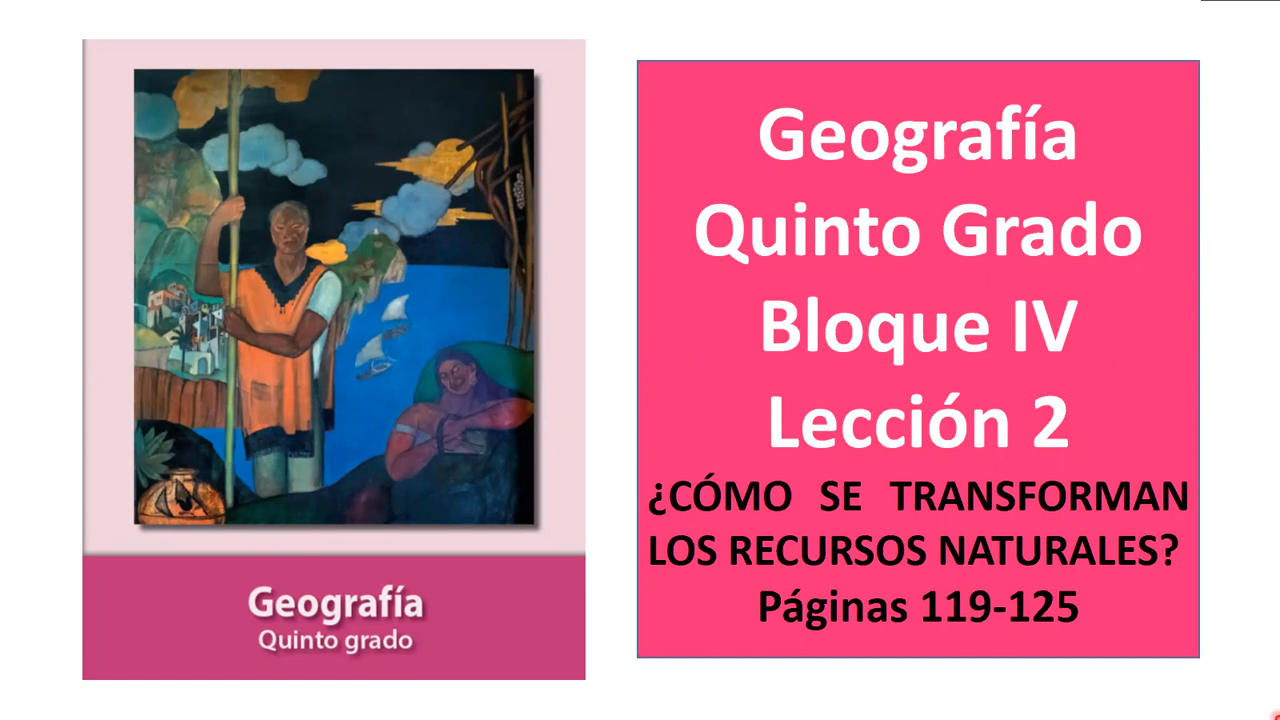 Geografía
Quinto grado
Geografía
Quinto Grado
Bloque IV
Lección 2
¿CÓMO SE TRANSFORMAN
LOS RECURSOS NATURALES?
Páginas 119-125